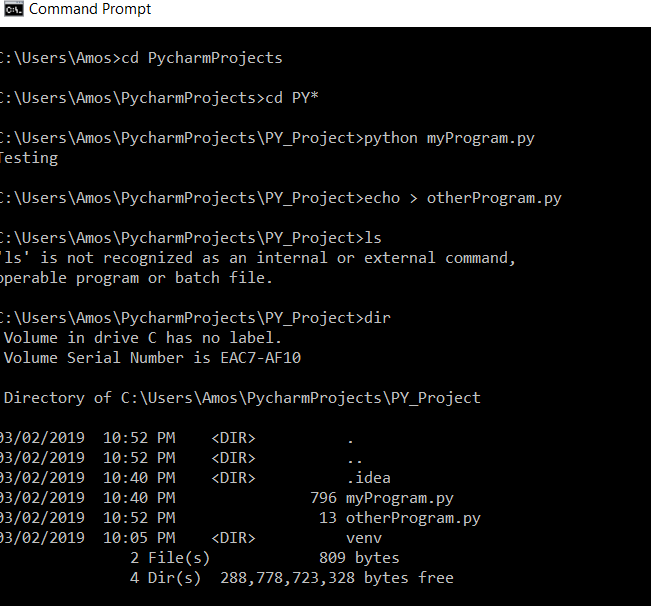 Command Prompt
C:\Users\Amos>cd PycharmProjects
C:\Users\Amos\PycharmProjects>cd PY*
C:\Users\Amos\PycharmProjects\PY_Project>python myProgram.py
Testing
C:\Users\Amos\PycharmProjects\PY_Project>echo > otherProgram.py
C:\Users\Amos\PycharmProjects\PY_Project>ls
'ls' is not recognized as an internal or external command,
operable program or batch file.
C:\Users\Amos\PycharmProjects\PY_Project>dir
Volume in drive C has no label.
Volume Serial Number is EAC7-AF10
Directory of C:\Users\Amos\PycharmProjects\PY_Project
03/02/2019  10:52 PM    <DIR>          .
03/02/2019  10:52 PM    <DIR>          ..
03/02/2019  10:40 PM    <DIR>          .idea
03/02/2019  10:40 PM               796 myProgram.py
03/02/2019  10:52 PM                13 otherProgram.py
03/02/2019  10:05 PM    <DIR>          venv
2 File(s)            809 bytes
4 Dir(s)  288,778,723,328 bytes free